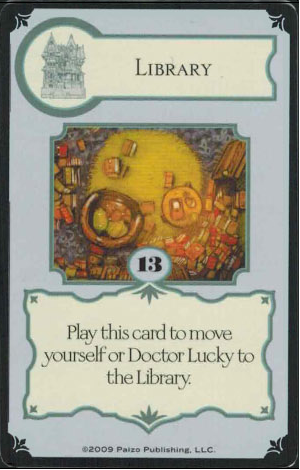 LIBRARY
13
Play this card to move
yourself or Doctor Lucky to
the Library.
©2009 Paizo Publishing, LLC.